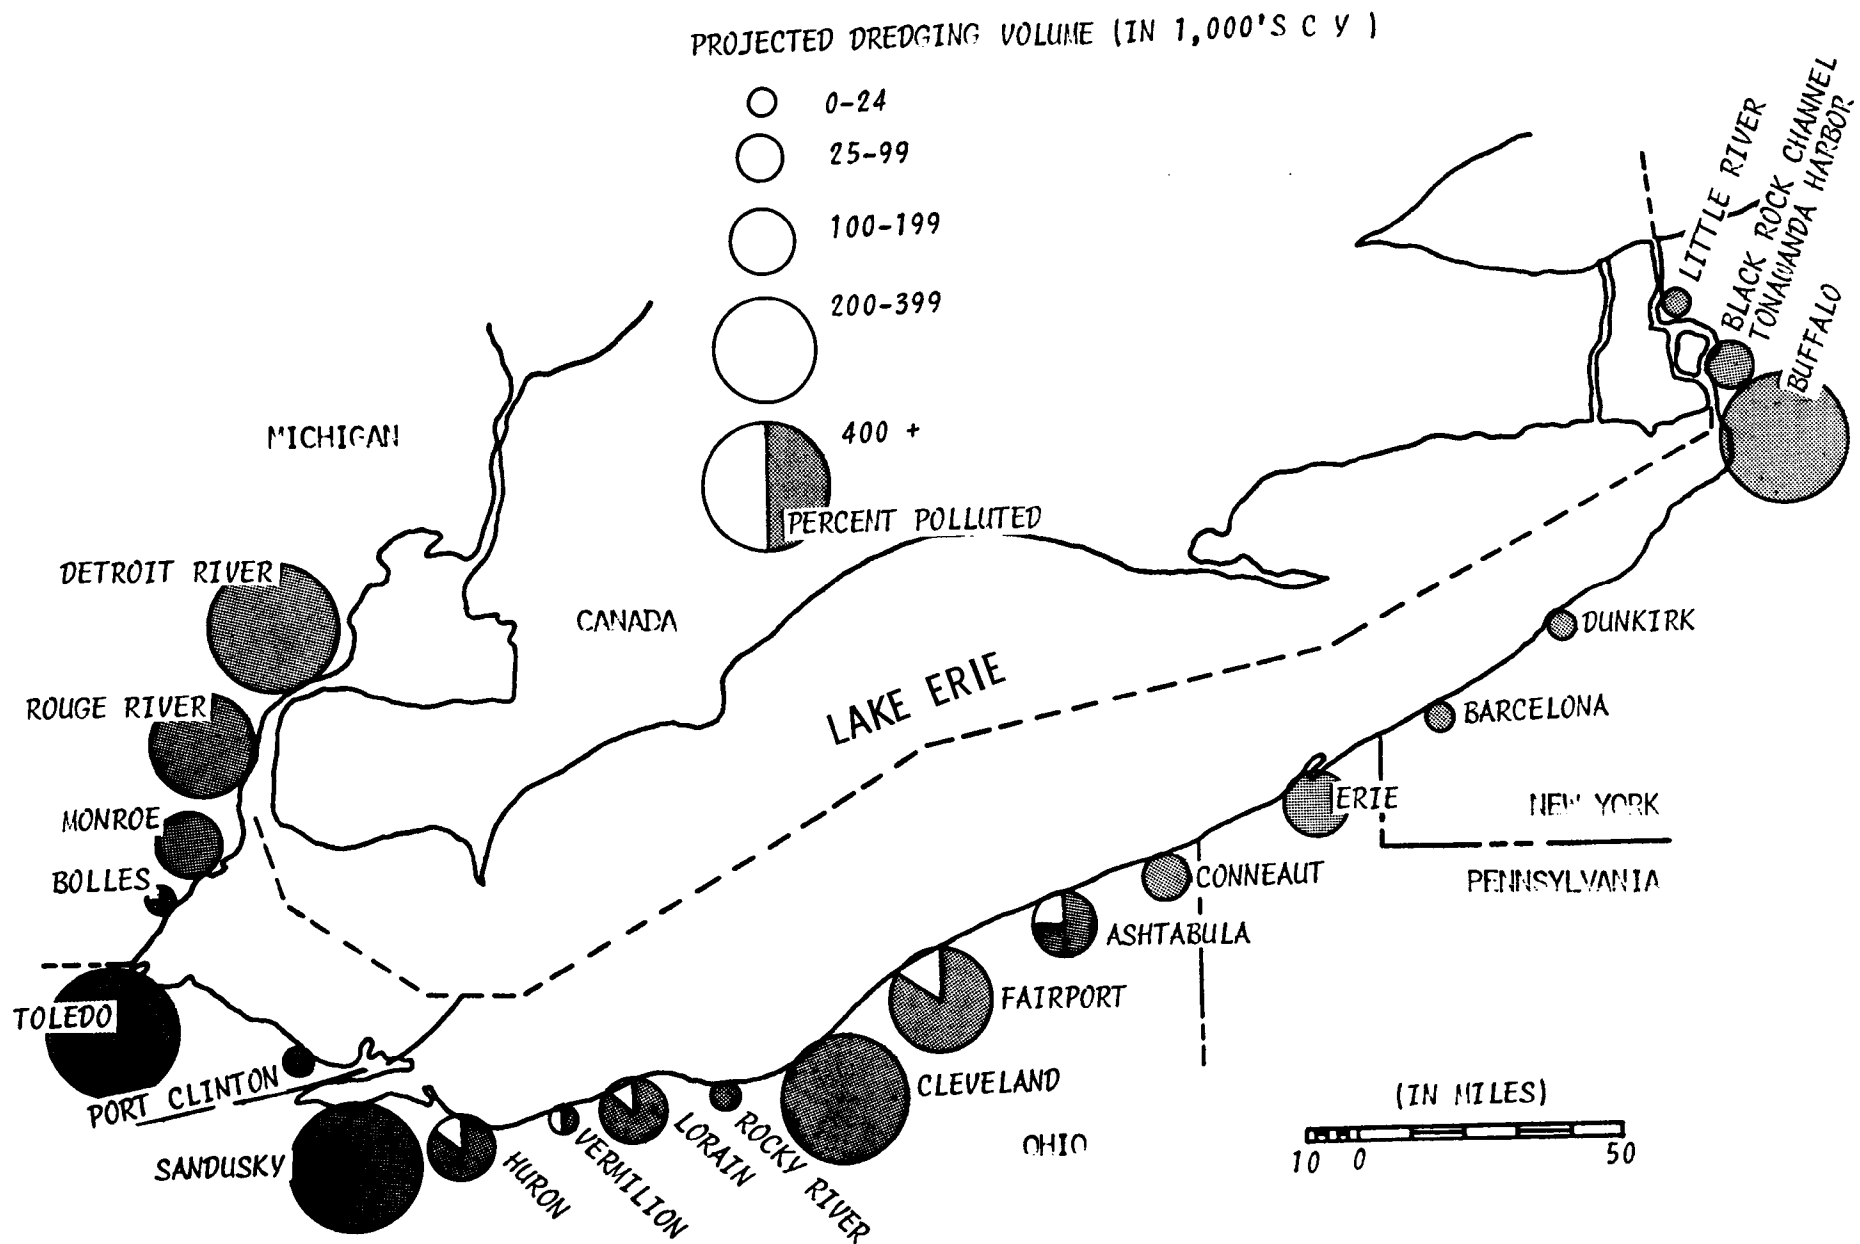 PROJECTED DREDGING VOLUME (IN 1,000'S C Y )
0-24
25-99
100-199
200-399
400 +
PERCENT POLLUTED
LITTLE RIVER
BLACK ROCK CHANNEL
TONAWANDA HARBOR
BUFFALO
MICHIGAN
DETROIT RIVER
CANADA
DUNKIRK
LAKE ERIE
ROUGE RIVER
BARCELONA
MONROE
ERIE
NEW YORK
BOLLES
CONNEAUT
PENNSYLVANIA
ASHTABULA
TOLEDO
FAIRPORT
PORT CLINTON
CLEVELAND
SANDUSKY
HURON
VERMILION
LORAIN
ROCKY RIVER
OHIO
(IN MILES)
10 0 50